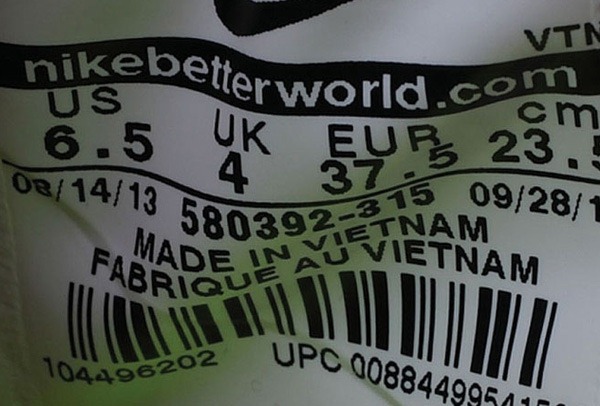 VTN
nikebetterworld.com
US UK EUR cm
6.5 4 37.5 23.5
08/14/13 580392-315 09/28/1
MADE IN VIETNAM
FABRIQUE AU VIETNAM
104496202 UPC 00884499541